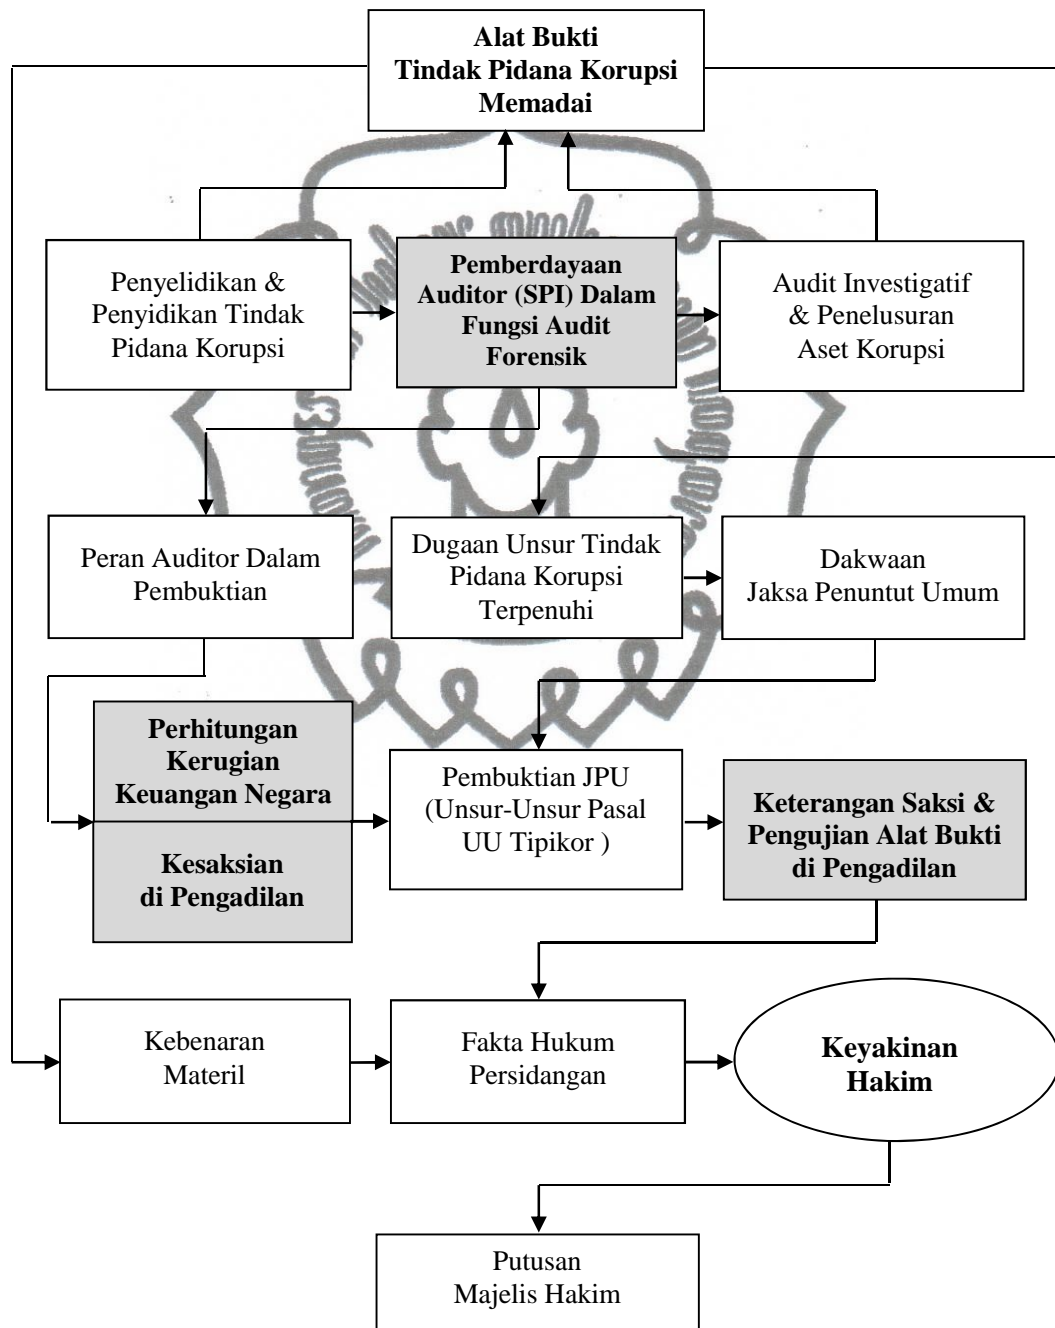 Alat Bukti
Tindak Pidana Korupsi
Memadai
Penyelidikan &
Penyidikan Tindak
Pidana Korupsi
Pemberdayaan
Auditor (SPI) Dalam
Fungsi Audit
Forensik
Audit Investigatif
& Penelusuran
Aset Korupsi
Peran Auditor Dalam
Pembuktian
Dugaan Unsur Tindak
Pidana Korupsi
Terpenuhi
Dakwaan
Jaksa Penuntut Umum
Perhitungan
Kerugian
Keuangan Negara
Kesaksian
di Pengadilan
Pembuktian JPU
(Unsur-Unsur Pasal
UU Tipikor )
Keterangan Saksi &
Pengujian Alat Bukti
di Pengadilan
Kebenaran
Materil
Fakta Hukum
Persidangan
Keyakinan
Hakim
Putusan
Majelis Hakim